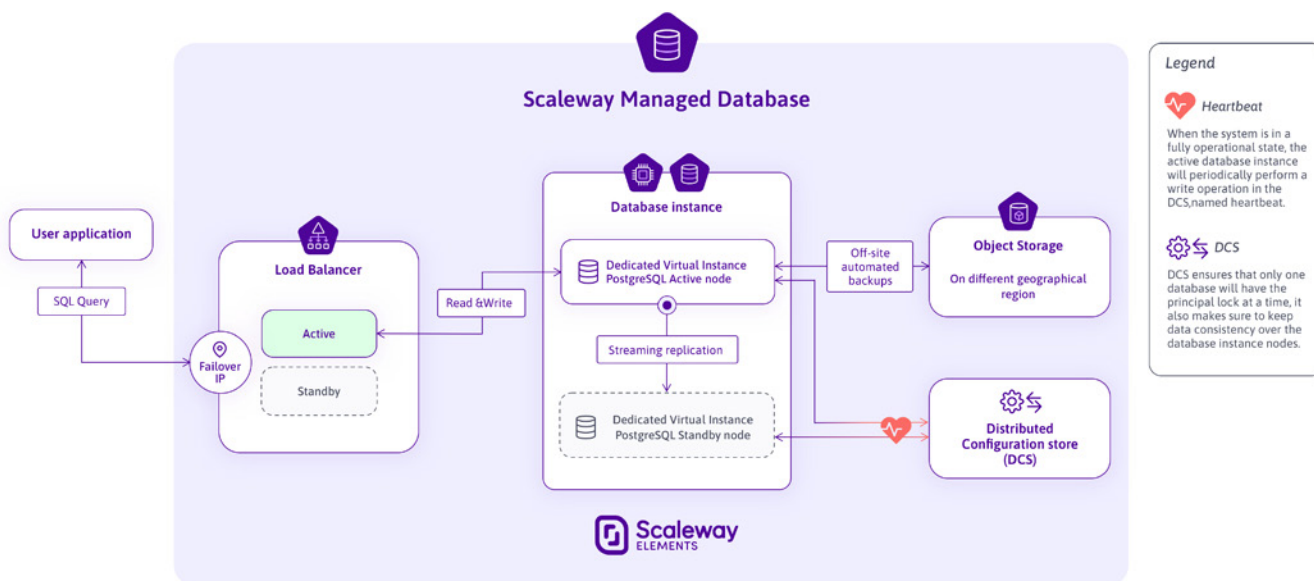 Scaleway Managed Database
User application
SQL Query
Failover
IP
Load Balancer
Active
Standby
Read &Write
Database instance
Dedicated Virtual Instance
PostgreSQL Active node
Streaming replication
Dedicated Virtual Instance
PostgreSQL Standby node
Off-site
automated
backups
Object Storage
On different geographical
region
Distributed
Configuration store
(DCS)
Scaleway
ELEMENTS
Legend
Heartbeat
When the system is in a
fully operational state, the
active database instance
will periodically perform a
write operation in the
DCS,named heartbeat.
DCS
DCS ensures that only one
database will have the
principal lock at a time, it
also makes sure to keep
data consistency over the
database instance nodes.